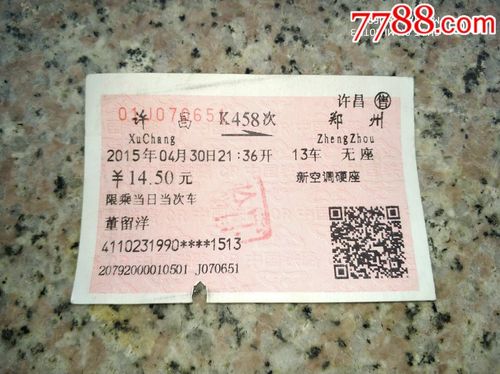 7788.com
许昌 售
01J070651
许 昌 K458次 郑 州
XuChang ZhengZhou
2015年04月30日21:36开 13车 无座
￥14.50元 新空调硬座
限乘当日当次车
董留洋
4110231990****1513
20792000010501 J070651